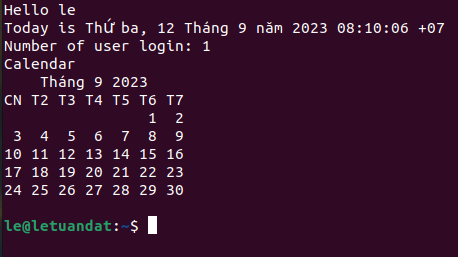 Hello le
Today is Thứ ba, 12 Tháng 9 năm 2023 08:10:06 +07
Number of user login: 1
Calendar
    Tháng 9 2023
CN T2 T3 T4 T5 T6 T7
                1  2
 3  4  5  6  7  8  9
10 11 12 13 14 15 16
17 18 19 20 21 22 23
24 25 26 27 28 29 30
le@letuandat:~$